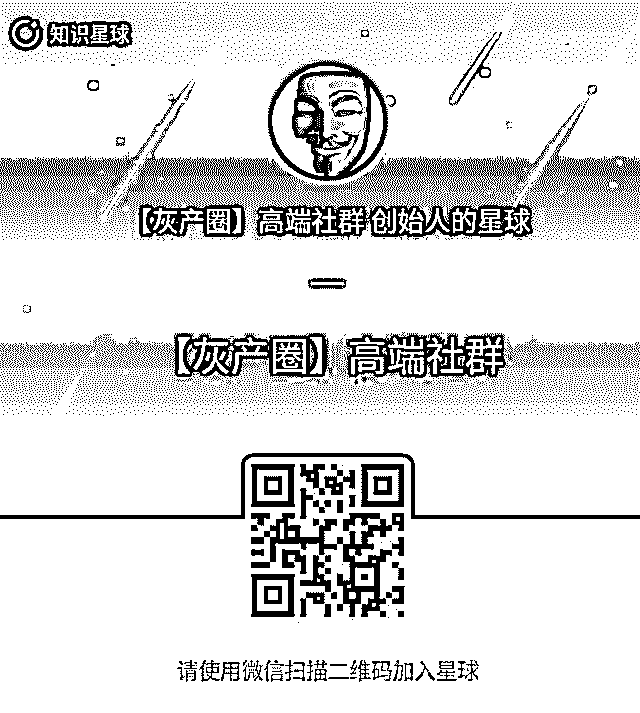 知识星球
【灰产圈】高端社群 创始人的星球
【灰产圈】高端社群
请使用微信扫描二维码加入星球